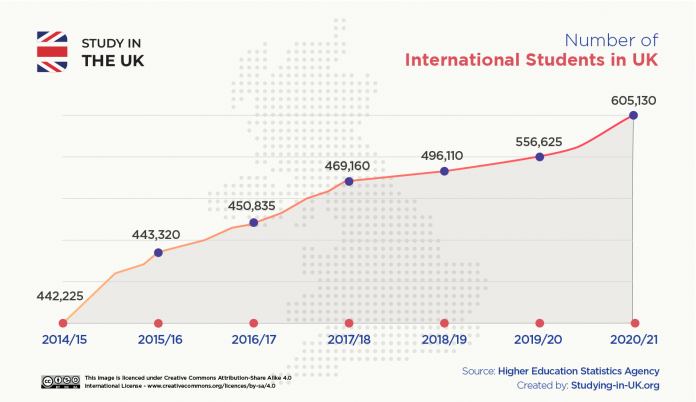 STUDY IN
THE UK
Number of
International Students in UK
605,130
556,625
496,110
469,160
450,835
443,320
442,225
2014/15 2015/16 2016/17 2017/18 2018/19 2019/20 2020/21
This image is licenced under Creative Commons Attribution-Share Alike 4.0
International License - www.creativecommons.org/licences/by-sa/4.0
Source: Higher Education Statistics Agency
Created by: Studying-in-UK.org